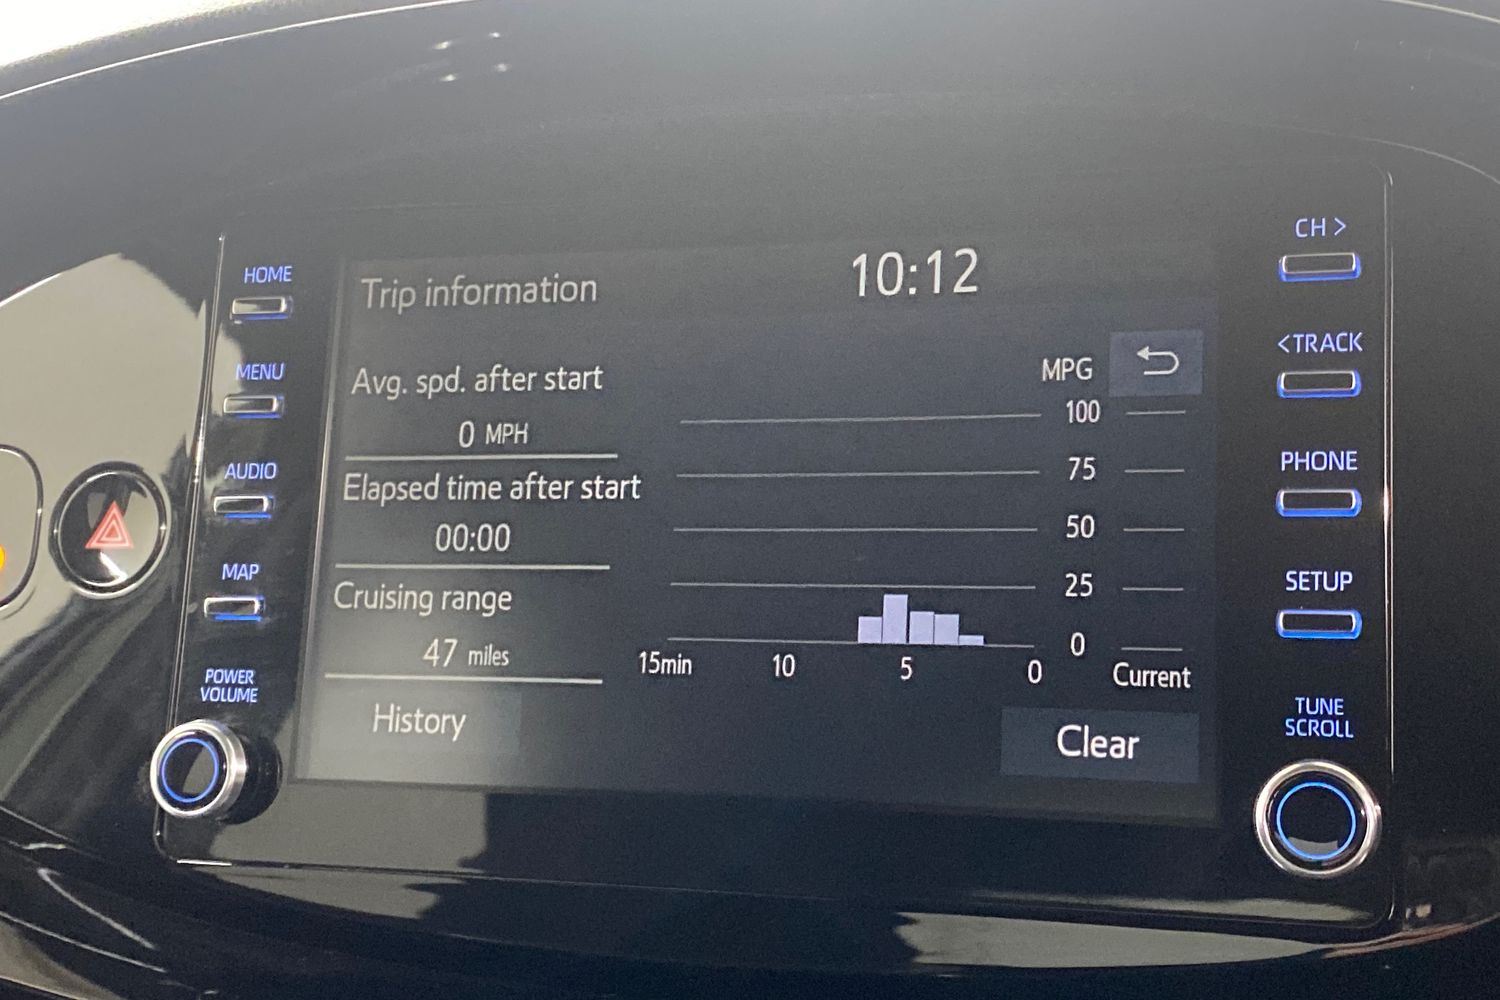 HOME
MENU
AUDIO
MAP
POWER
VOLUME
Trip information
10:12
Avg. spd. after start
0 MPH
Elapsed time after start
00:00
Cruising range
47 miles
History
MPG
100
75
50
25
0
15min 10 5 0 Current
Clear
CH >
<TRACK
PHONE
SETUP
TUNE
SCROLL